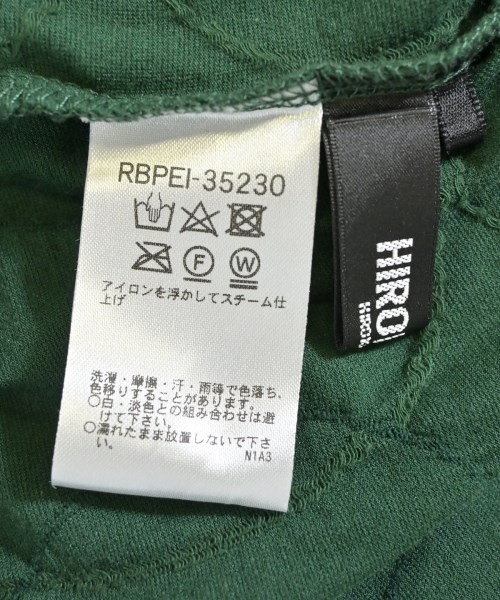 RBPEI-35230
F W
アイロンを浮かしてスチーム仕
上げ
洗濯・摩擦・汗・雨等で色落ち、
色移りすることがあります。
○白・淡色との組み合わせは避
けて下さい。
○濡れたまま放置しないで下さ
い。
N1A3
HIRO
HIROK